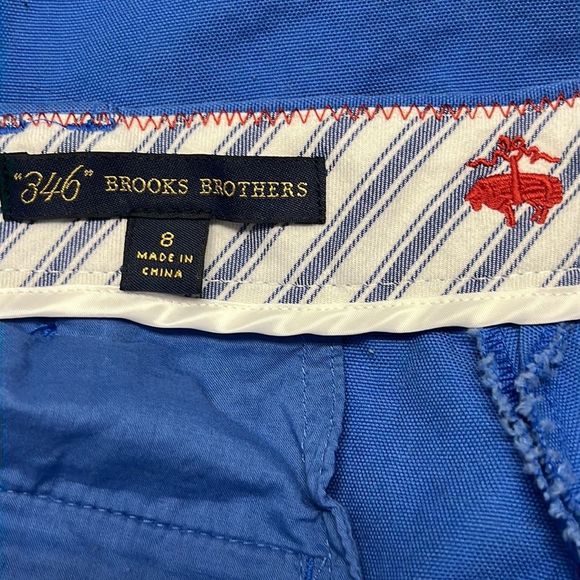 "346" BROOKS BROTHERS
8
MADE IN
CHINA